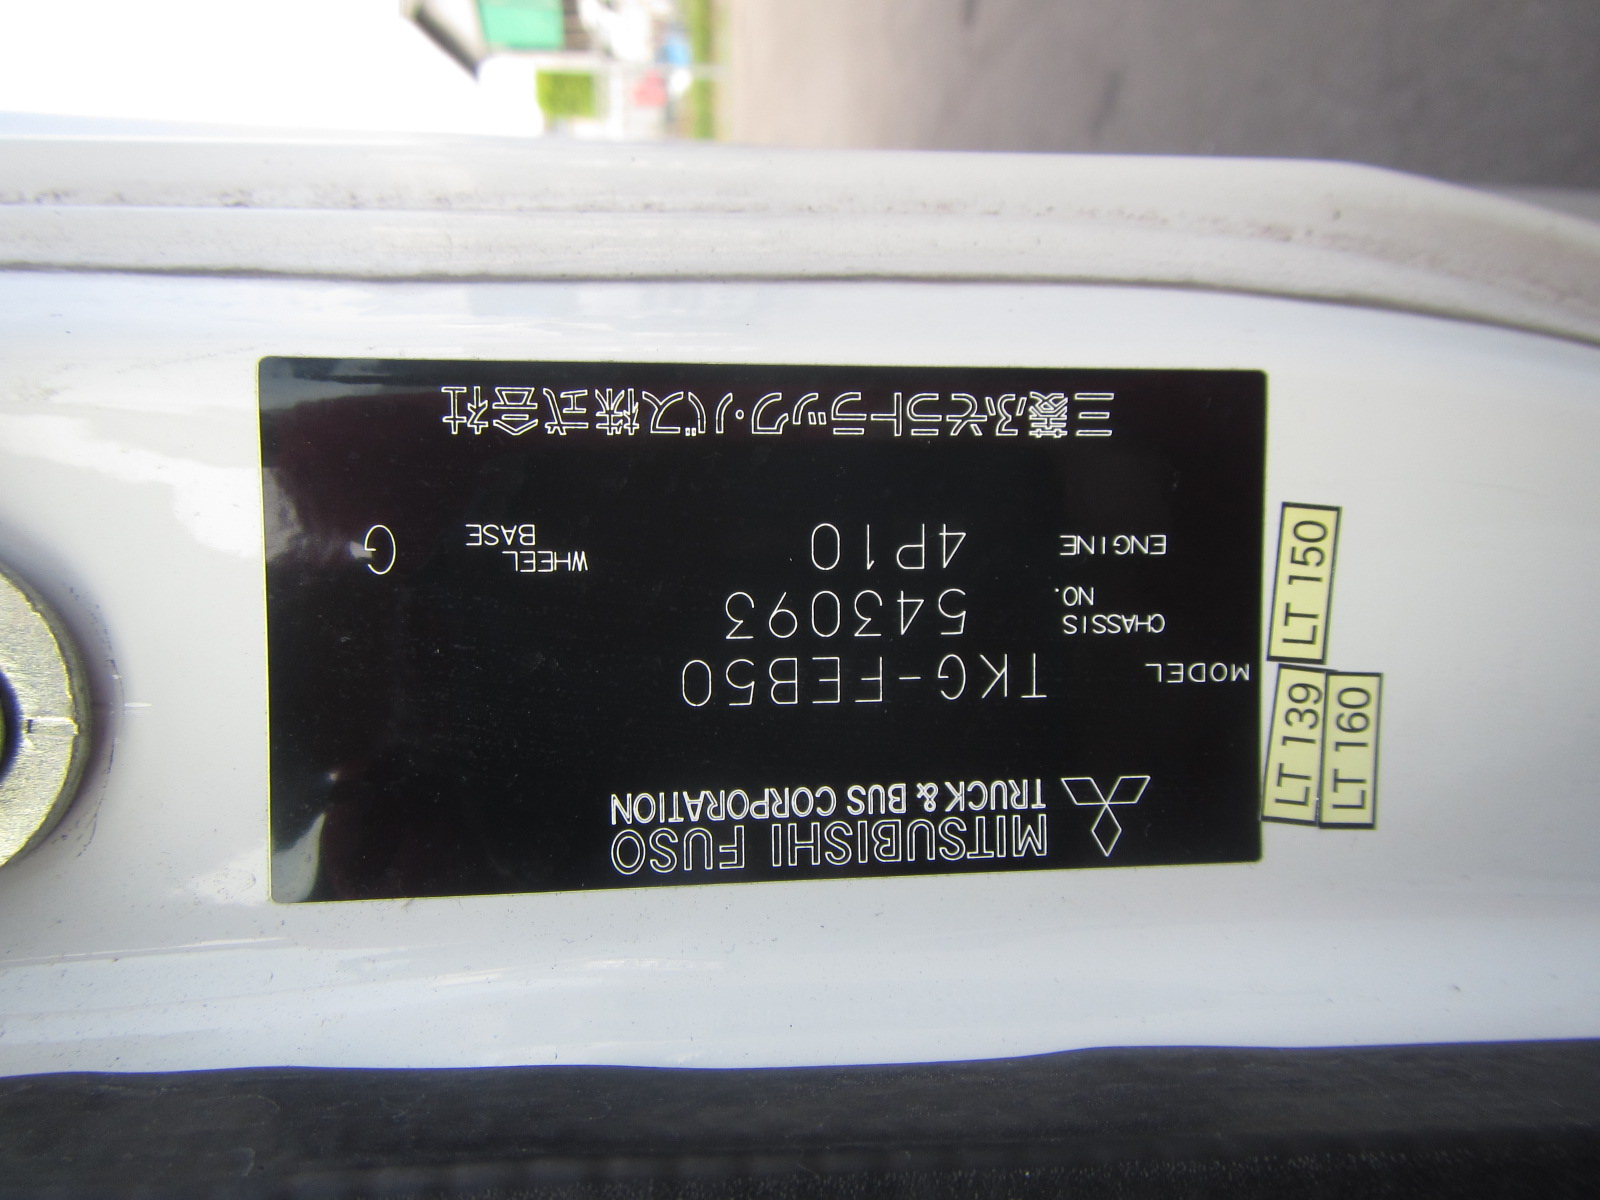 MITSUBISHI FUSO
TRUCK & BUS CORPORATION
MODEL TKG-FEB50
CHASSIS NO. 543093
ENGINE 4P10 WHEEL BASE G
三菱ふそうトラック・バス株式会社
LT 139
LT 160
LT 150